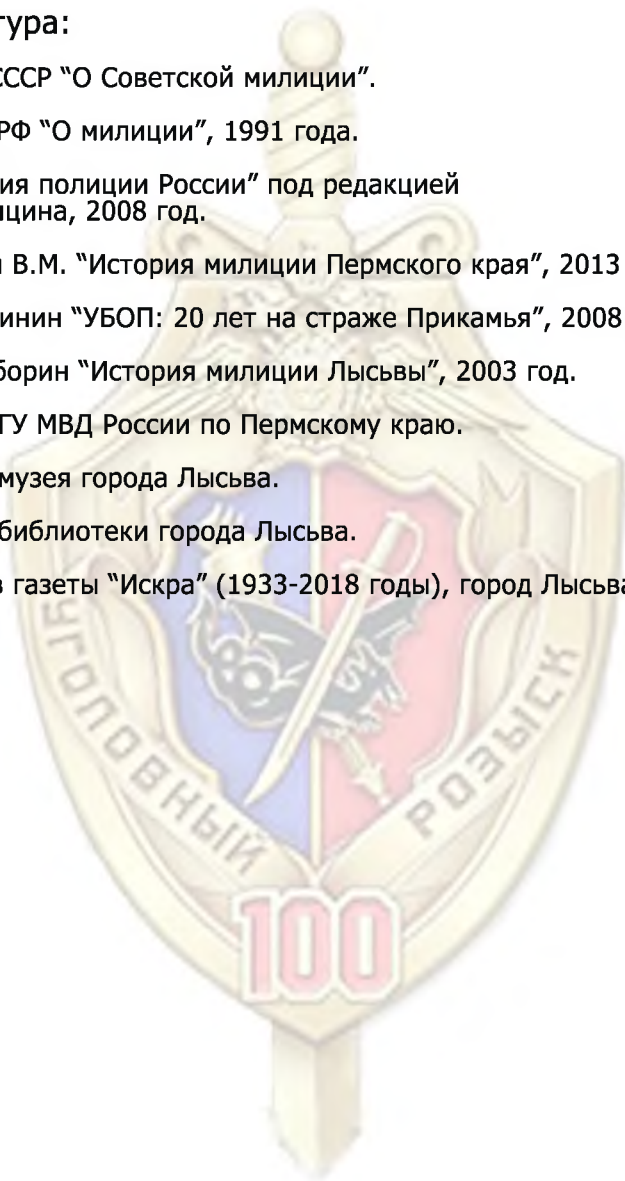 тура:
СССР “О Советской милиции”.
РФ “О милиции”, 1991 года.
ия полиции России” под редакцией
ицина, 2008 год.
В.М. “История милиции Пермского края”, 2013
инин “УБОП: 20 лет на страже Прикамья”, 2008
борин “История милиции Лысьвы”, 2003 год.
ГУ МВД России по Пермскому краю.
музея города Лысьва.
библиотеки города Лысьва.
в газеты “Искра” (1933-2018 годы), город Лысьва
УГОЛОВНЫЙ РОЗЫСК
100